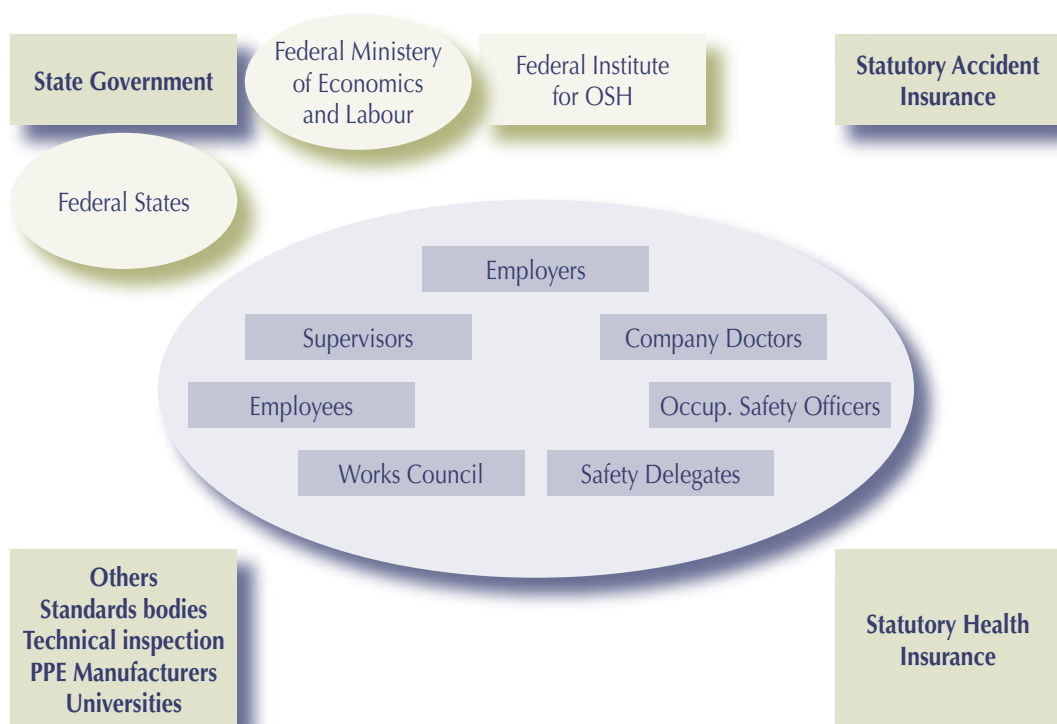 State Government
Federal Ministery
of Economics
and Labour
Federal Institute
for OSH
Statutory Accident
Insurance
Federal States
Employers
Supervisors
Company Doctors
Employees
Occup. Safety Officers
Works Council
Safety Delegates
Others
Standards bodies
Technical inspection
PPE Manufacturers
Universities
Statutory Health
Insurance